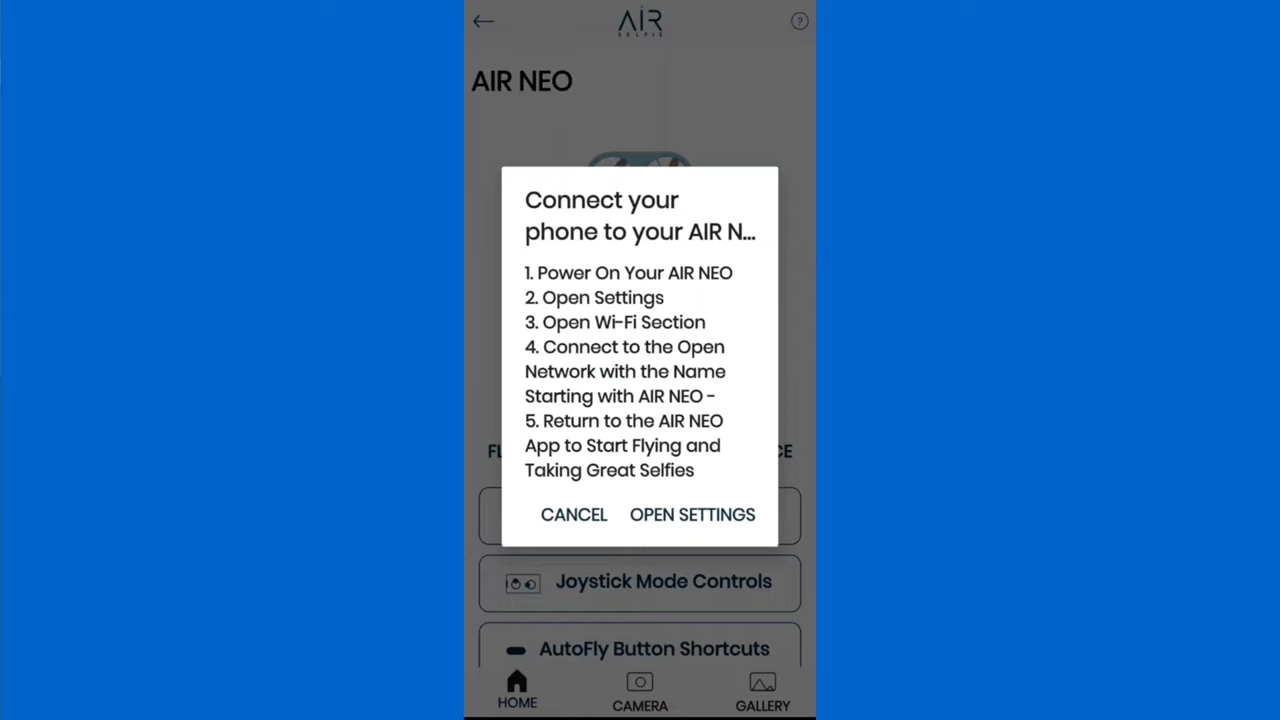 AIR
SELFIE
?
AIR NEO
Connect your
phone to your AIR N...
1. Power On Your AIR NEO
2. Open Settings
3. Open Wi-Fi Section
4. Connect to the Open
Network with the Name
Starting with AIR NEO -
5. Return to the AIR NEO
App to Start Flying and
Taking Great Selfies
CANCEL OPEN SETTINGS
Joystick Mode Controls
AutoFly Button Shortcuts
HOME CAMERA GALLERY